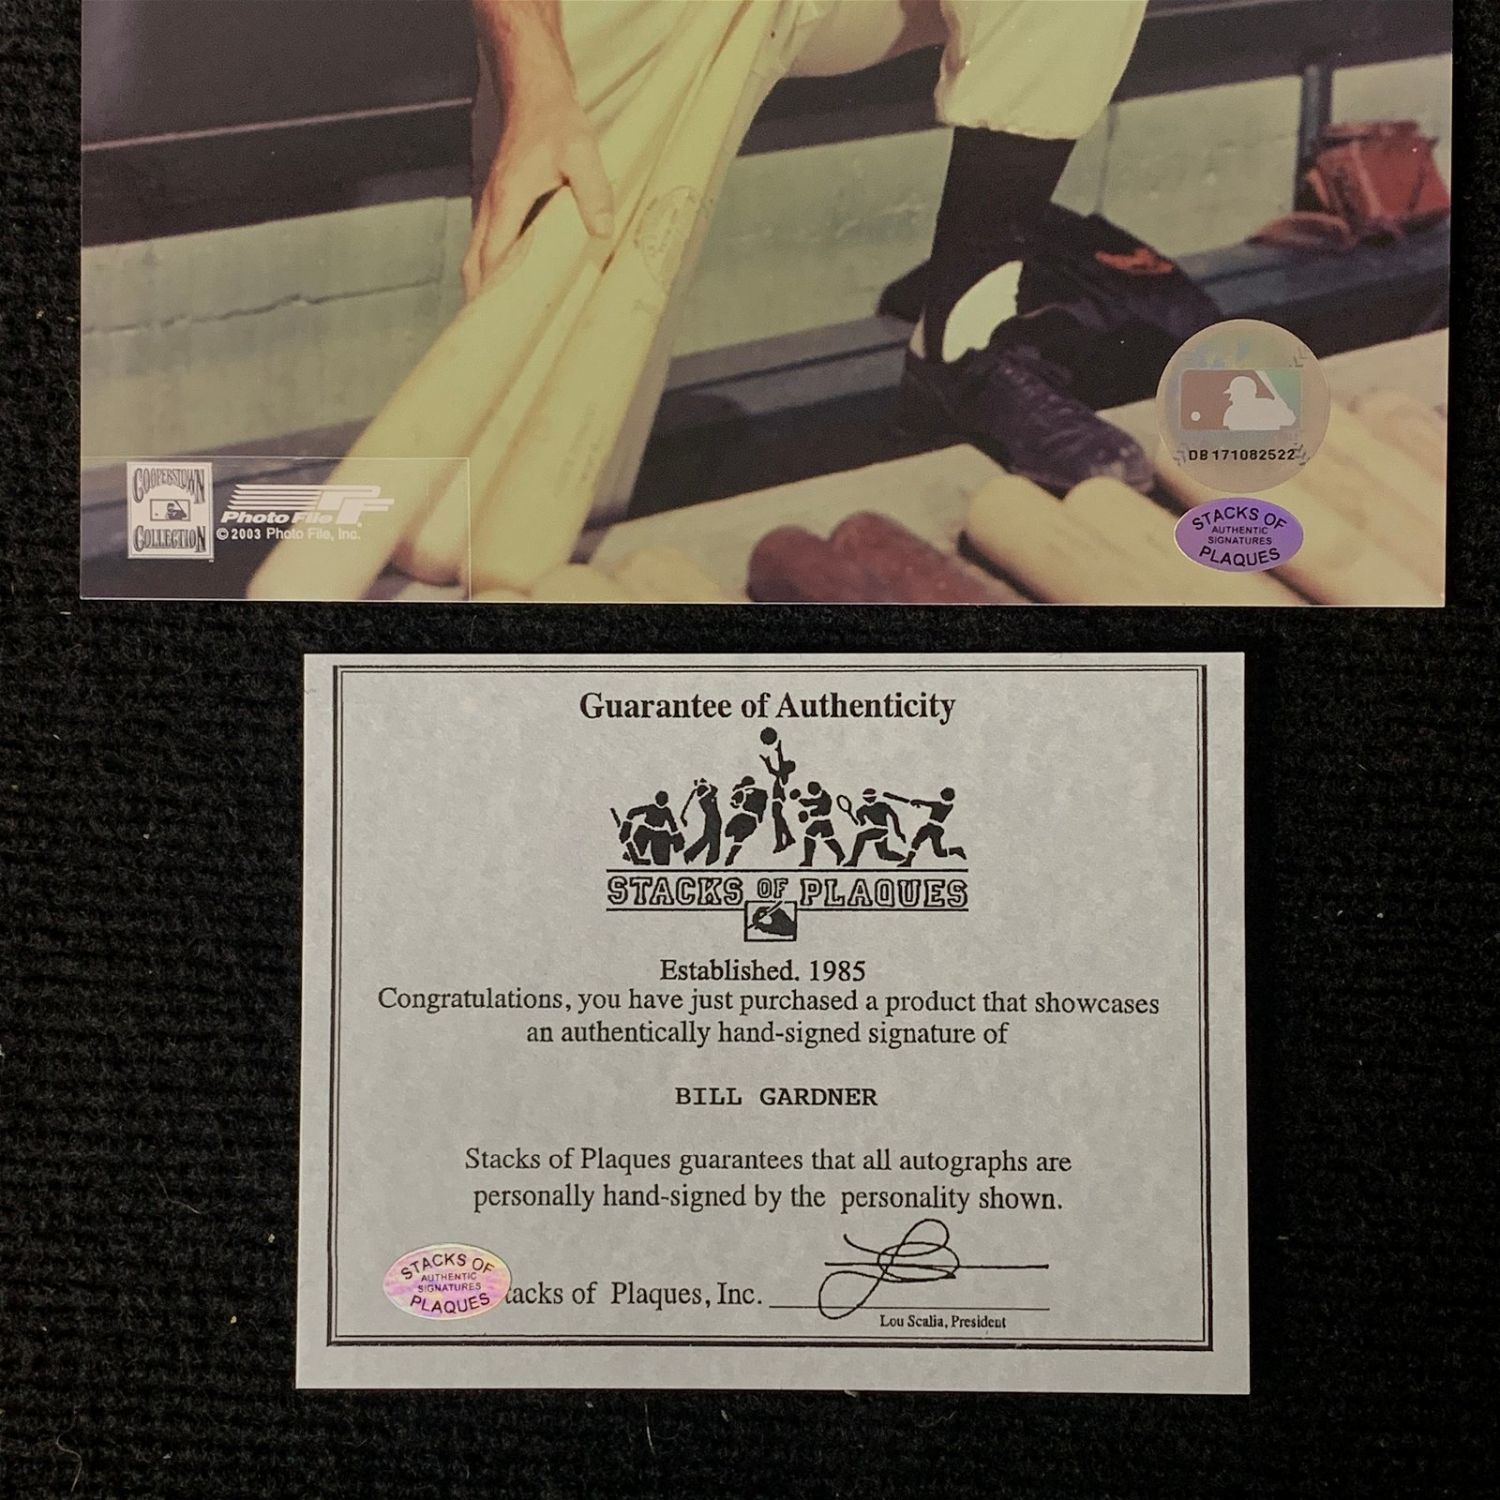 DB 171082522
STACKS OF
AUTHENTIC
SIGNATURES
PLAQUES
COOPERSTOWN
COLLECTION
Photo File
© 2003 Photo File, Inc.
Guarantee of Authenticity
STACKS OF PLAQUES
Established. 1985
Congratulations, you have just purchased a product that showcases
an authentically hand-signed signature of
BILL GARDNER
Stacks of Plaques guarantees that all autographs are
personally hand-signed by the personality shown.
STACKS OF
AUTHENTIC
SIGNATURES
PLAQUES
tacks of Plaques, Inc.
Lou Scalia, President